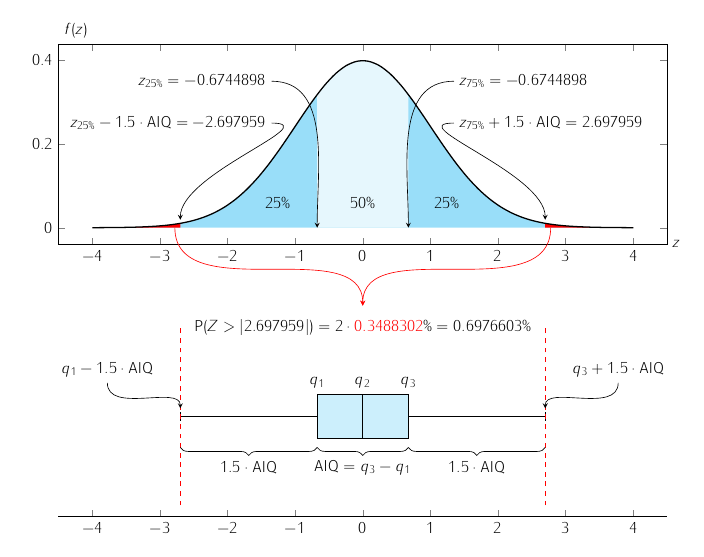 f(z)
0.4
z25% = −0.6744898
z75% = −0.6744898
z25% − 1.5 · AIQ = −2.697959
z75% + 1.5 · AIQ = 2.697959
0.2
25%
50%
25%
0
−4 −3 −2 −1 0 1 2 3 4
z
P(Z > |2.697959|) = 2 · 0.3488302% = 0.6976603%
q1 − 1.5 · AIQ
q3 + 1.5 · AIQ
q1 q2 q3
1.5 · AIQ
AIQ = q3 − q1
1.5 · AIQ
−4 −3 −2 −1 0 1 2 3 4